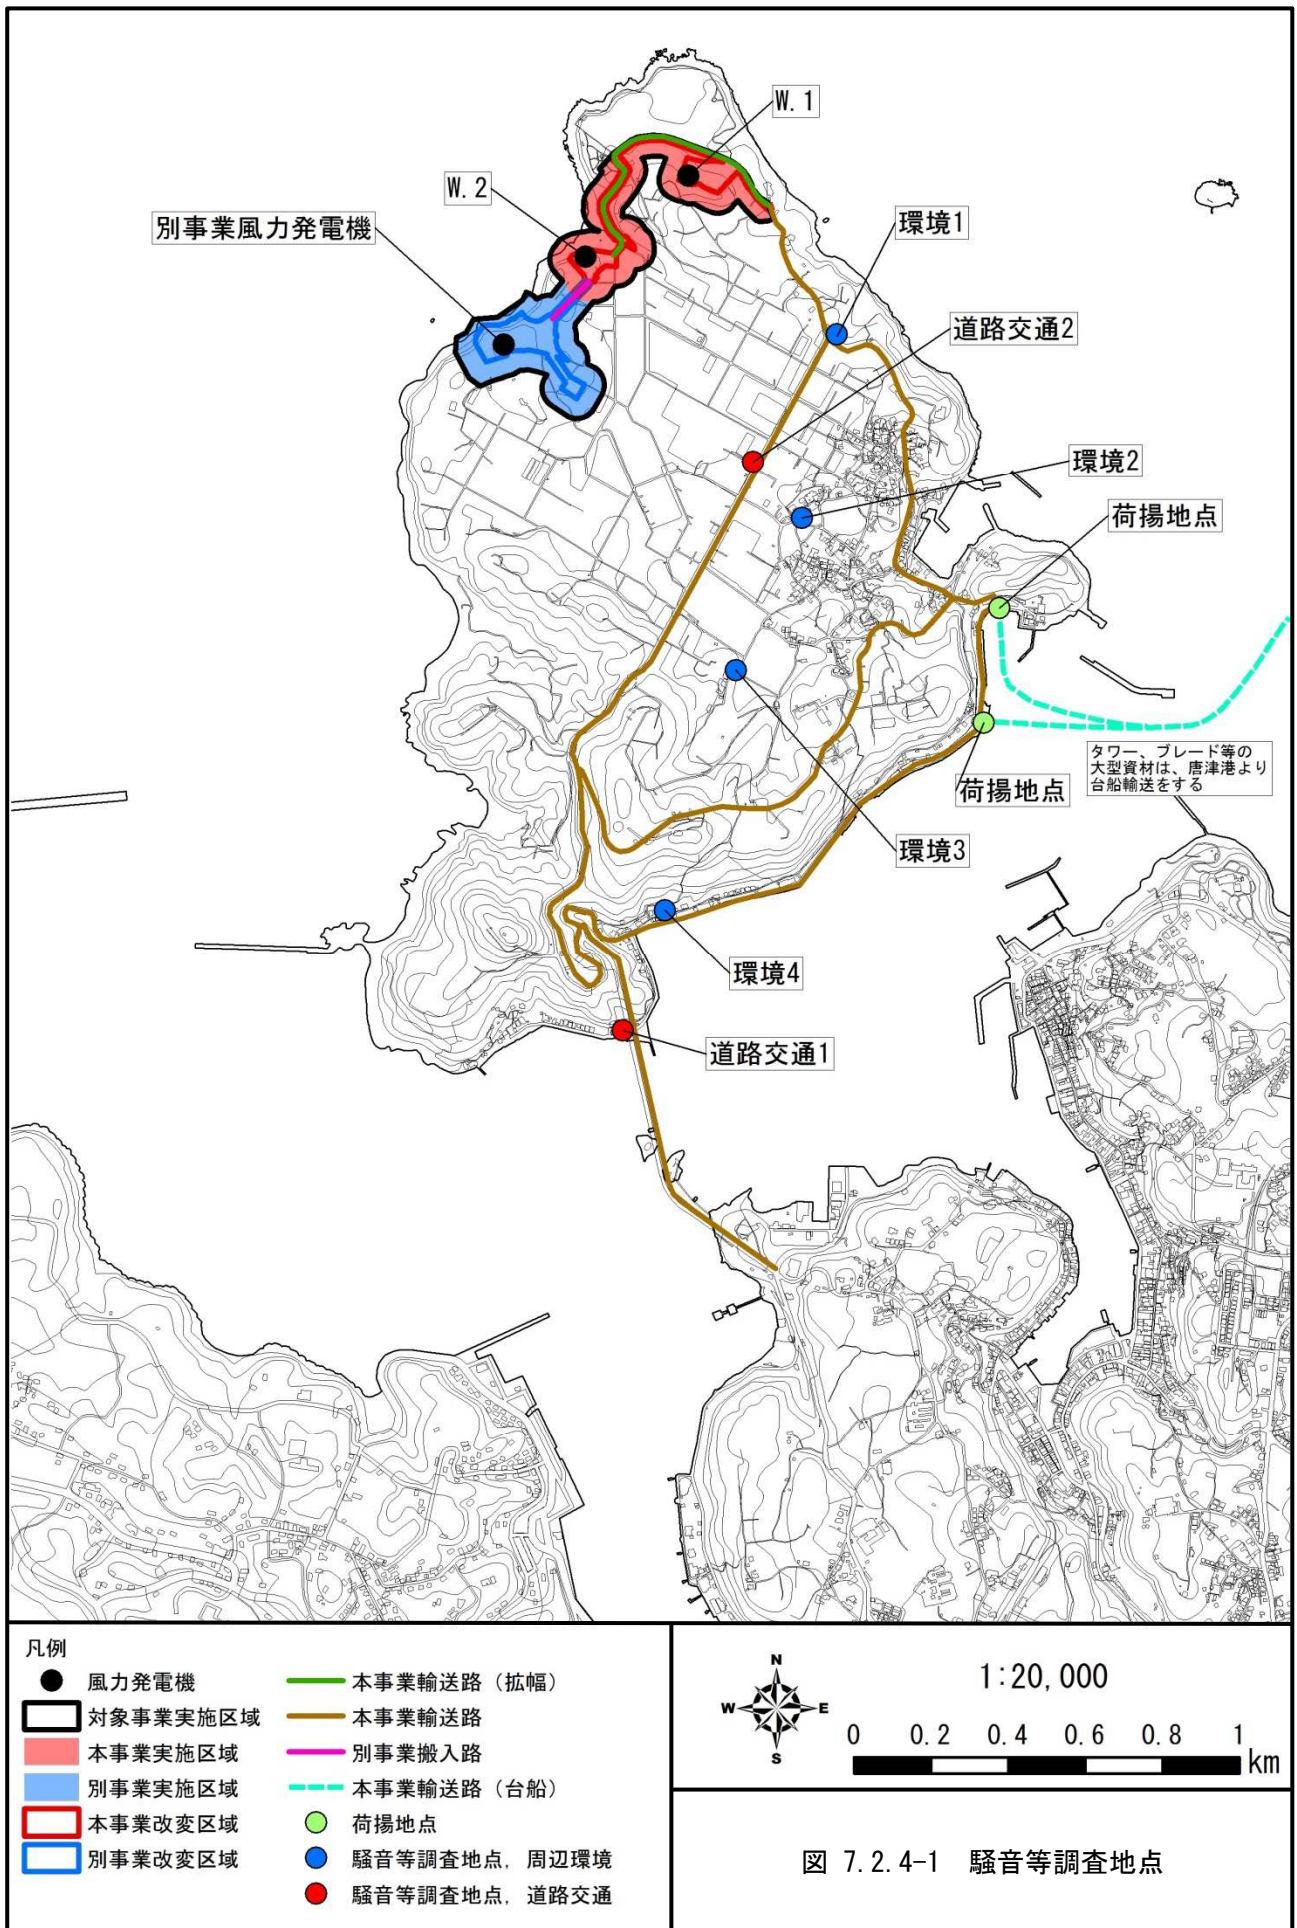 W.1
W.2
別事業風力発電機
環境1
道路交通2
環境2
荷揚地点
タワー、ブレード等の
大型資材は、唐津港より
台船輸送をする
荷揚地点
環境3
環境4
道路交通1
凡例
風力発電機
対象事業実施区域
本事業実施区域
別事業実施区域
本事業改変区域
別事業改変区域
本事業輸送路（拡幅）
本事業輸送路
別事業搬入路
本事業輸送路（台船）
荷揚地点
騒音等調査地点, 周辺環境
騒音等調査地点, 道路交通
N
W E
S
1:20,000
0 0.2 0.4 0.6 0.8 1
km
図 7.2.4-1 騒音等調査地点